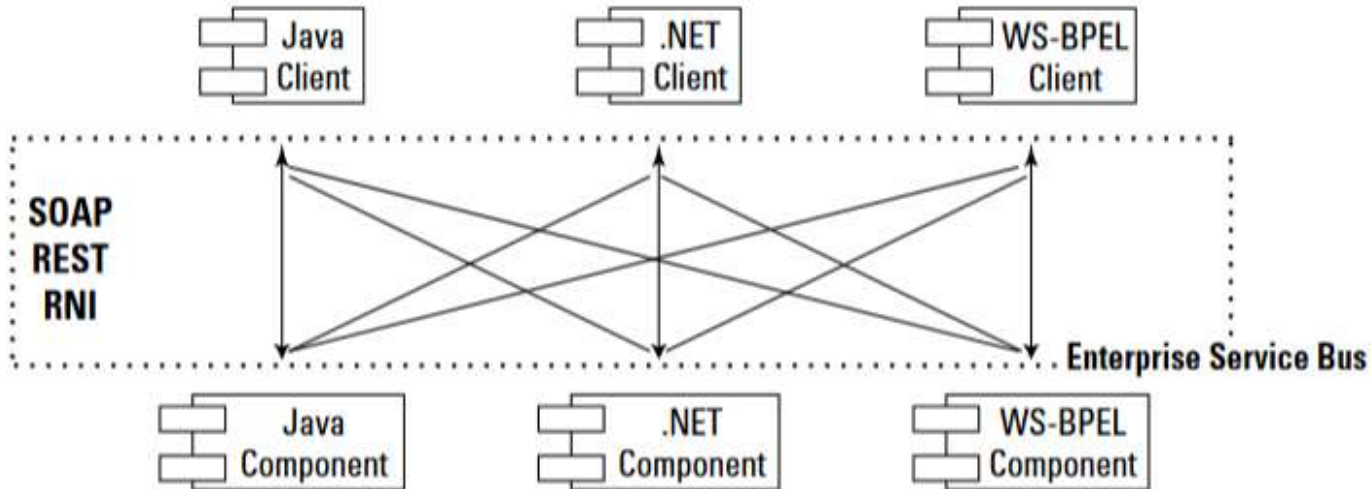 Java
Client
.NET
Client
WS-BPEL
Client
SOAP
REST
RNI
Enterprise Service Bus
Java
Component
.NET
Component
WS-BPEL
Component